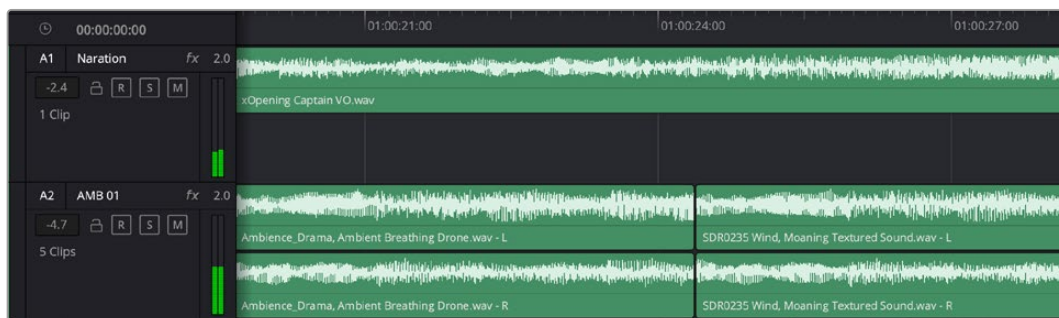 00:00:00:00 01:00:21:00 01:00:24:00 01:00:27:00
A1 Naration fx 2.0
-2.4 R S M
xOpening Captain VO.wav
1 Clip
A2 AMB 01 fx 2.0
-4.7 R S M
Ambience_Drama, Ambient Breathing Drone.wav - L SDR0235 Wind, Moaning Textured Sound.wav - L
5 Clips
Ambience_Drama, Ambient Breathing Drone.wav - R SDR0235 Wind, Moaning Textured Sound.wav - R